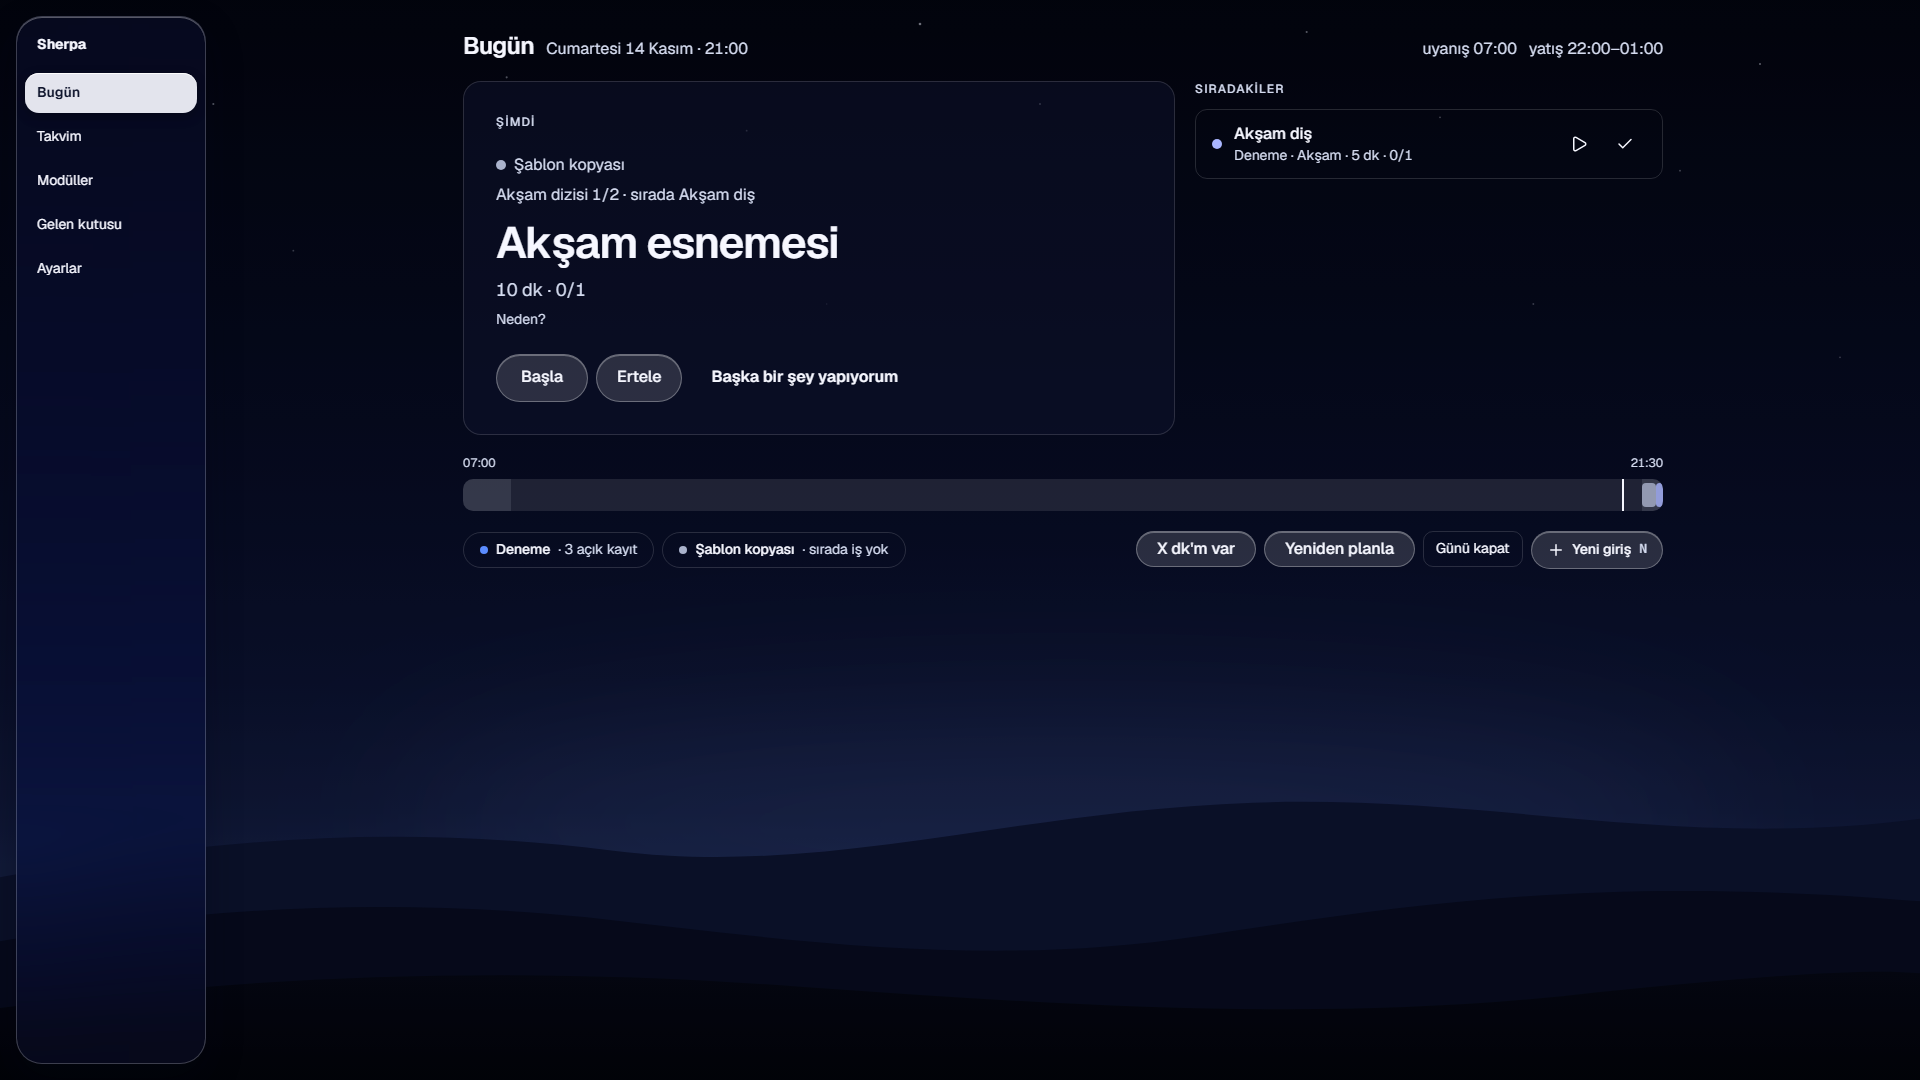 Sherpa
Bugün
Takvim
Modüller
Gelen kutusu
Ayarlar
Bugün Cumartesi 14 Kasım · 21:00
uyanış 07:00 yatış 22:00–01:00
ŞİMDİ
Şablon kopyası
Akşam dizisi 1/2 · sırada Akşam diş
Akşam esnemesi
10 dk · 0/1
Neden?
Başla Ertele Başka bir şey yapıyorum
SIRADAKİLER
Akşam diş
Deneme · Akşam · 5 dk · 0/1
07:00 21:30
Deneme · 3 açık kayıt Şablon kopyası · sırada iş yok
X dk'm var Yeniden planla Günü kapat Yeni giriş N